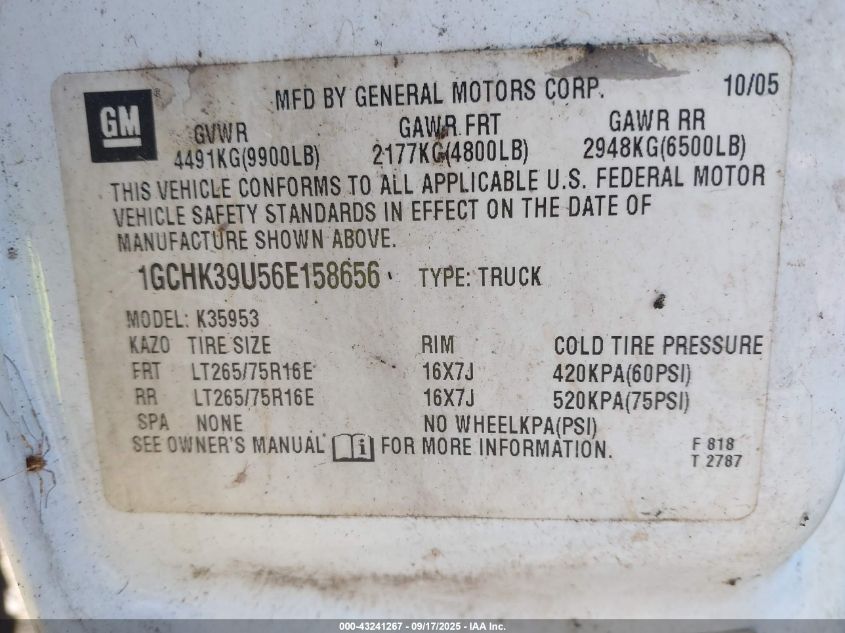 GM
MFD BY GENERAL MOTORS CORP. 10/05
GVWR GAWR FRT GAWR RR
4491KG(9900LB) 2177KG(4800LB) 2948KG(6500LB)
THIS VEHICLE CONFORMS TO ALL APPLICABLE U.S. FEDERAL MOTOR
VEHICLE SAFETY STANDARDS IN EFFECT ON THE DATE OF
MANUFACTURE SHOWN ABOVE.
1GCHK39U56E158656 TYPE: TRUCK
MODEL: K35953
KAZO TIRE SIZE RIM COLD TIRE PRESSURE
FRT LT265/75R16E 16X7J 420KPA(60PSI)
RR LT265/75R16E 16X7J 520KPA(75PSI)
SPA NONE NO WHEELKPA(PSI)
SEE OWNER'S MANUAL i FOR MORE INFORMATION.
F 818
T 2787
000-43241267 - 09/17/2025 - IAA Inc.